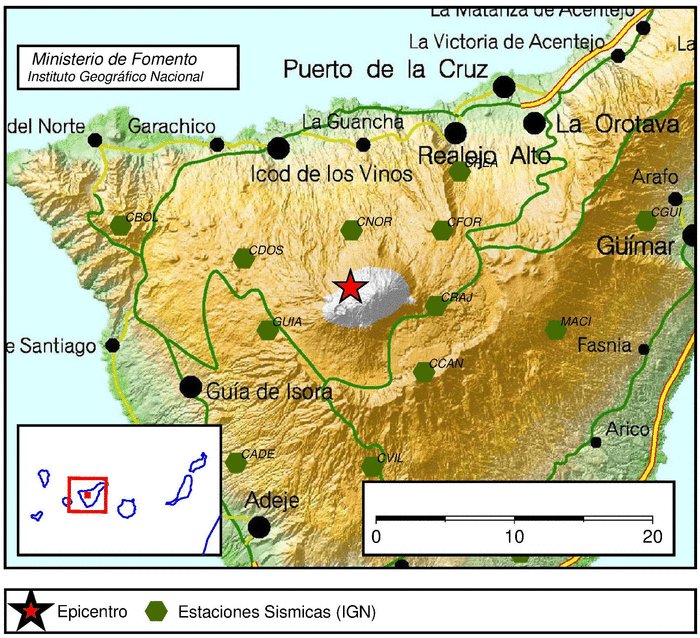 La Matanza de Acentejo
La Victoria de Acentejo
La
Ministerio de Fomento
Instituto Geográfico Nacional
Puerto de la Cruz
del Norte
Garachico
La Guancha
La Orotava
Realejo Alto
Icod de los Vinos
Arafo
CBOL
CNOR
CFOR
CGUI
Güímar
CDOS
CRAJ
GUIA
MACI
e Santiago
Fasnia
CCAN
Guía de Isora
Arico
CADE
CVIL
Adeje
0
10
20
Epicentro
Estaciones Sismicas (IGN)